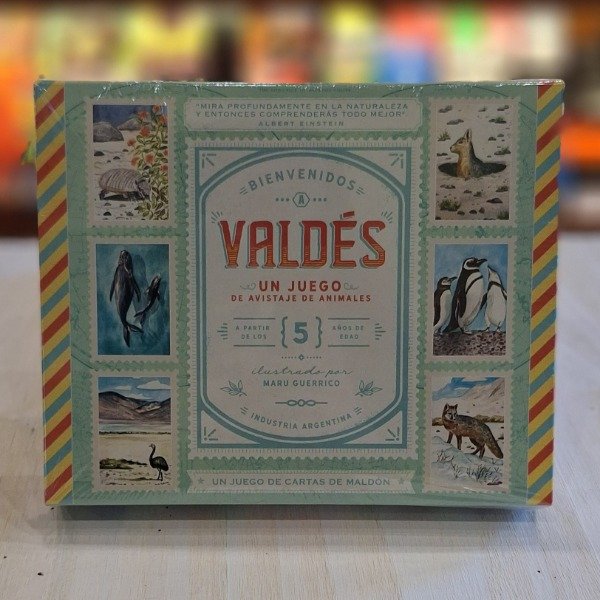 "MIRA PROFUNDAMENTE EN LA NATURALEZA
Y ENTONCES COMPRENDERÁS TODO MEJOR".
ALBERT EINSTEIN
BIENVENIDOS
A
VALDÉS
UN JUEGO
DE AVISTAJE DE ANIMALES
A PARTIR
DE LOS
{5}
AÑOS DE
EDAD
ilustrado por
MARU GUERRICO
INDUSTRIA ARGENTINA
UN JUEGO DE CARTAS DE MALDÓN